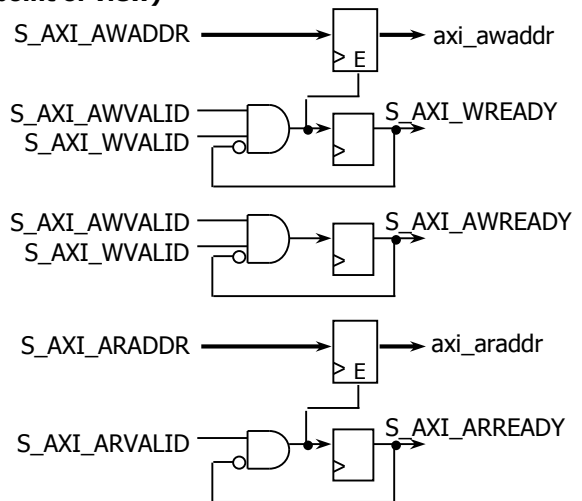 S_AXI_AWADDR
axi_awaddr
E
S_AXI_AWVALID
S_AXI_WVALID
S_AXI_WREADY
S_AXI_AWVALID
S_AXI_WVALID
S_AXI_AWREADY
S_AXI_ARADDR
axi_araddr
E
S_AXI_ARVALID
S_AXI_ARREADY